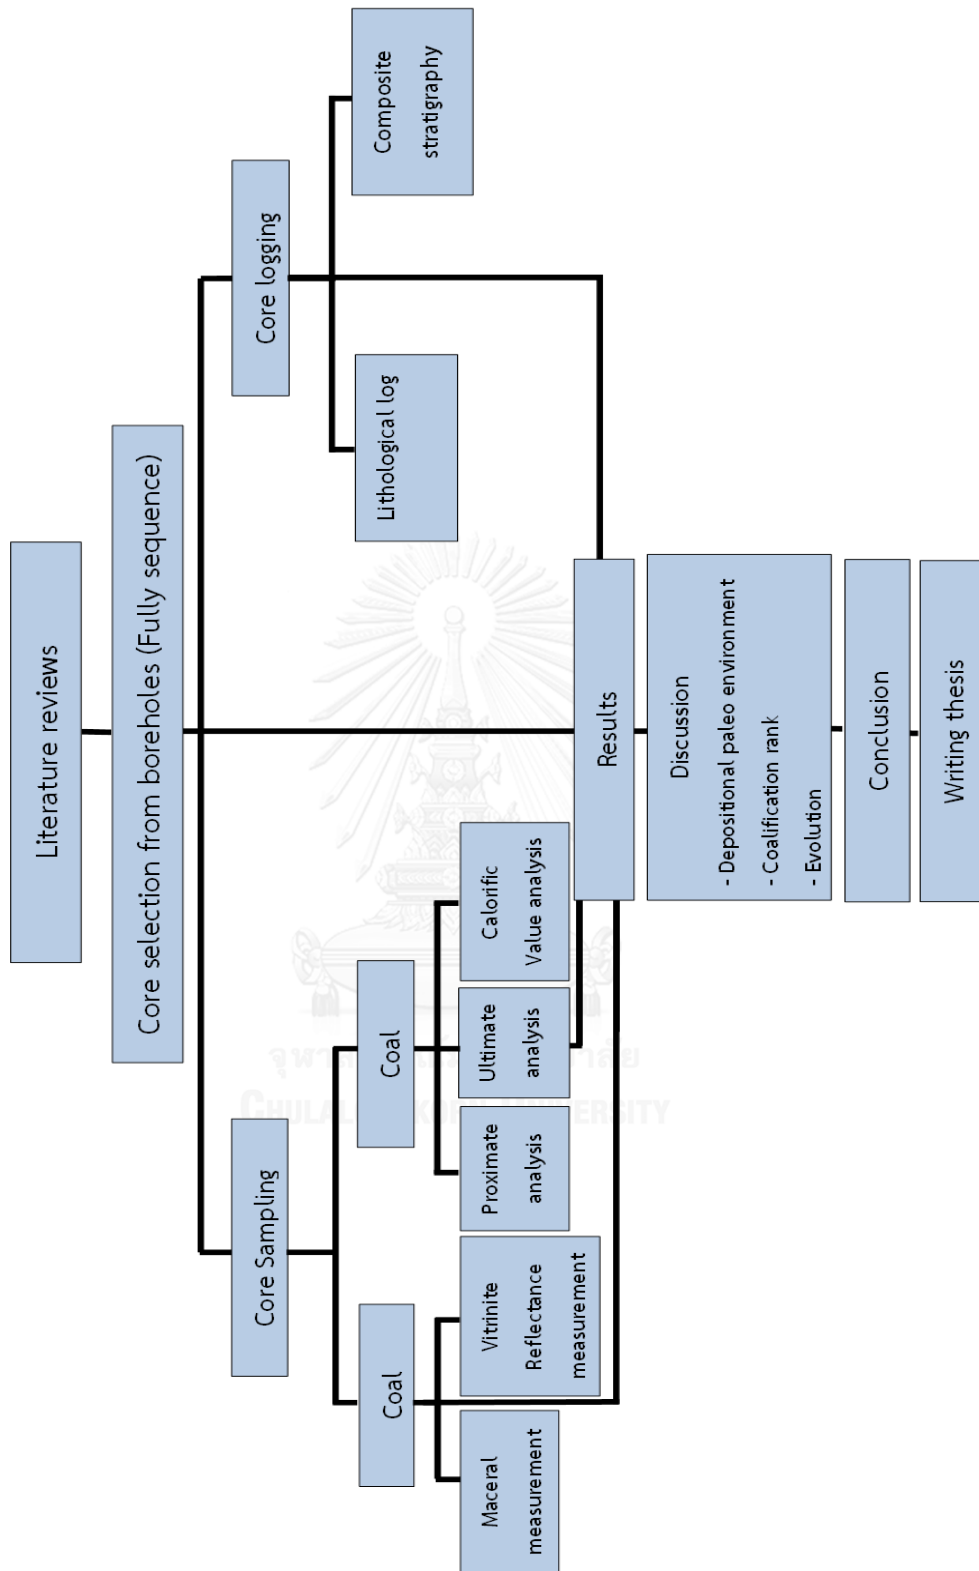 Literature reviews
Core selection from boreholes (Fully sequence)
Core Sampling
Core logging
Coal
Coal
Lithological log
Composite
stratigraphy
Maceral
measurement
Vitrinite
Reflectance
measurement
Proximate
analysis
Ultimate
analysis
Calorific
Value analysis
Results
Discussion
- Depositional paleo environment
- Coalification rank
- Evolution
Conclusion
Writing thesis